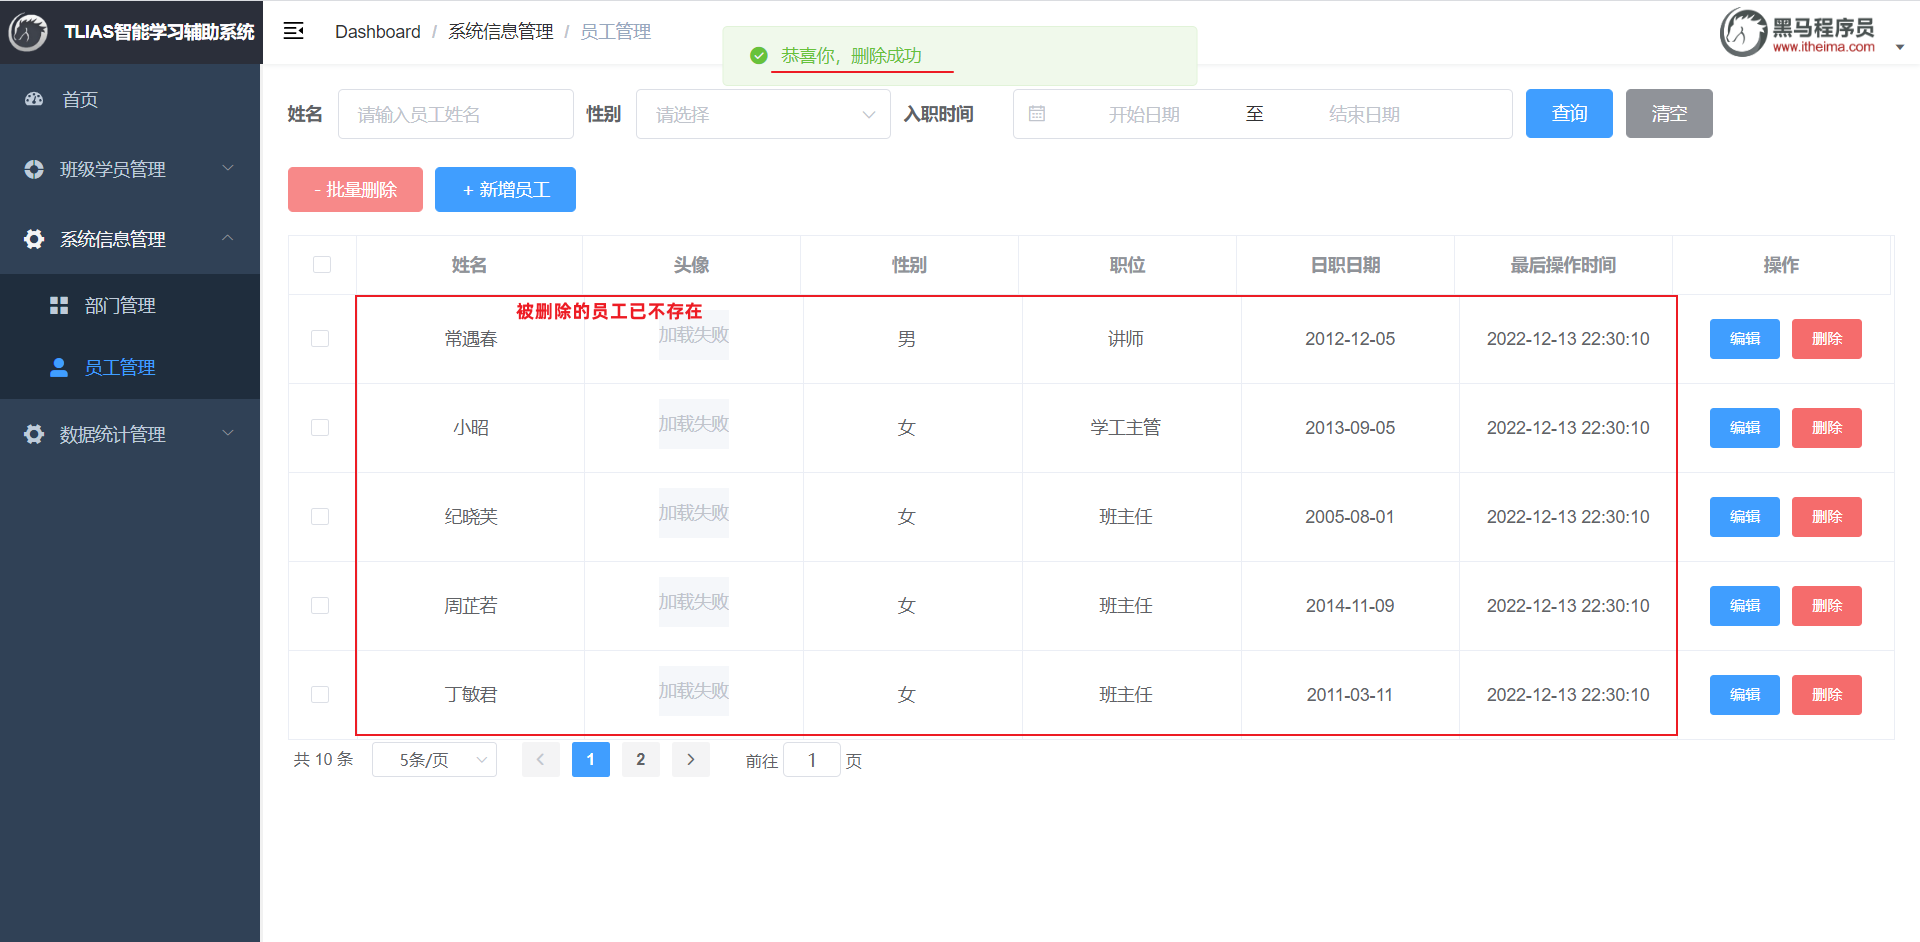 TLIAS智能学习辅助系统
Dashboard / 系统信息管理 / 员工管理
恭喜你，删除成功
黑马程序员
www.itheima.com
首页
班级学员管理
系统信息管理
部门管理
员工管理
数据统计管理
姓名 请输入员工姓名 性别 请选择 入职时间 开始日期 至 结束日期 查询 清空
- 批量删除 + 新增员工
姓名 头像 性别 职位 日职日期 最后操作时间 操作
被删除的员工已不存在
常遇春 加载失败 男 讲师 2012-12-05 2022-12-13 22:30:10 编辑 删除
小昭 加载失败 女 学工主管 2013-09-05 2022-12-13 22:30:10 编辑 删除
纪晓芙 加载失败 女 班主任 2005-08-01 2022-12-13 22:30:10 编辑 删除
周芷若 加载失败 女 班主任 2014-11-09 2022-12-13 22:30:10 编辑 删除
丁敏君 加载失败 女 班主任 2011-03-11 2022-12-13 22:30:10 编辑 删除
共 10 条 5条/页 1 2 前往 1 页